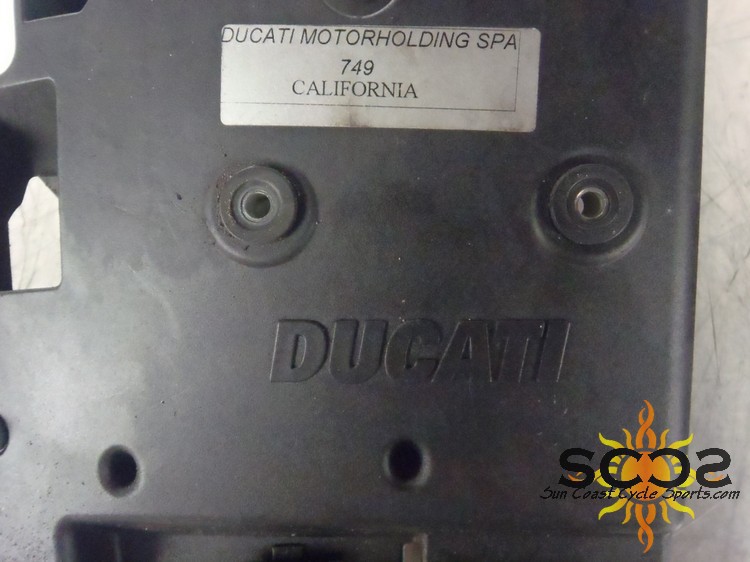 DUCATI MOTORHOLDING SPA
749
CALIFORNIA
DUCATI
SCCS
Sun Coast Cycle Sports.com